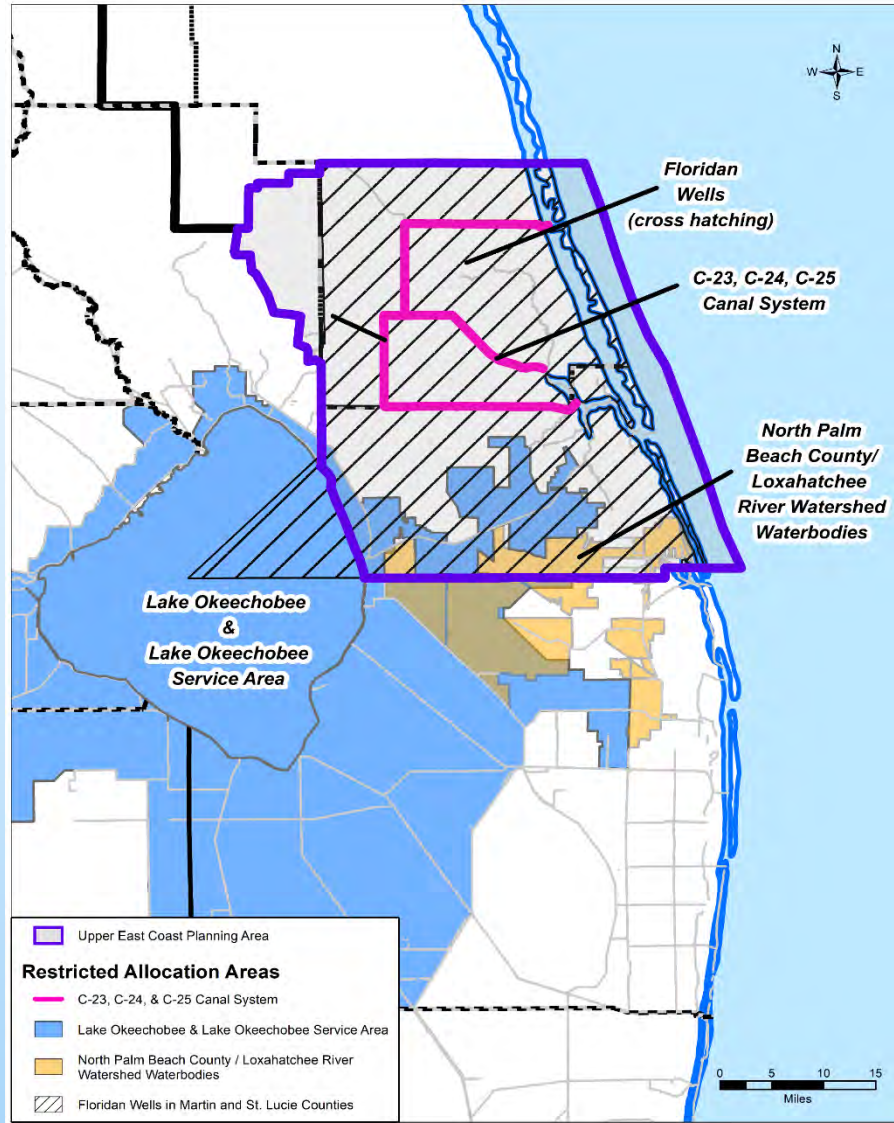 N
W E
S
Floridan
Wells
(cross hatching)
C-23, C-24, C-25
Canal System
North Palm
Beach County/
Loxahatchee
River Watershed
Waterbodies
Lake Okeechobee
&
Lake Okeechobee
Service Area
Upper East Coast Planning Area
Restricted Allocation Areas
C-23, C-24, & C-25 Canal System
Lake Okeechobee & Lake Okeechobee Service Area
North Palm Beach County / Loxahatchee River
Watershed Waterbodies
Floridan Wells in Martin and St. Lucie Counties
0 5 10 15
Miles